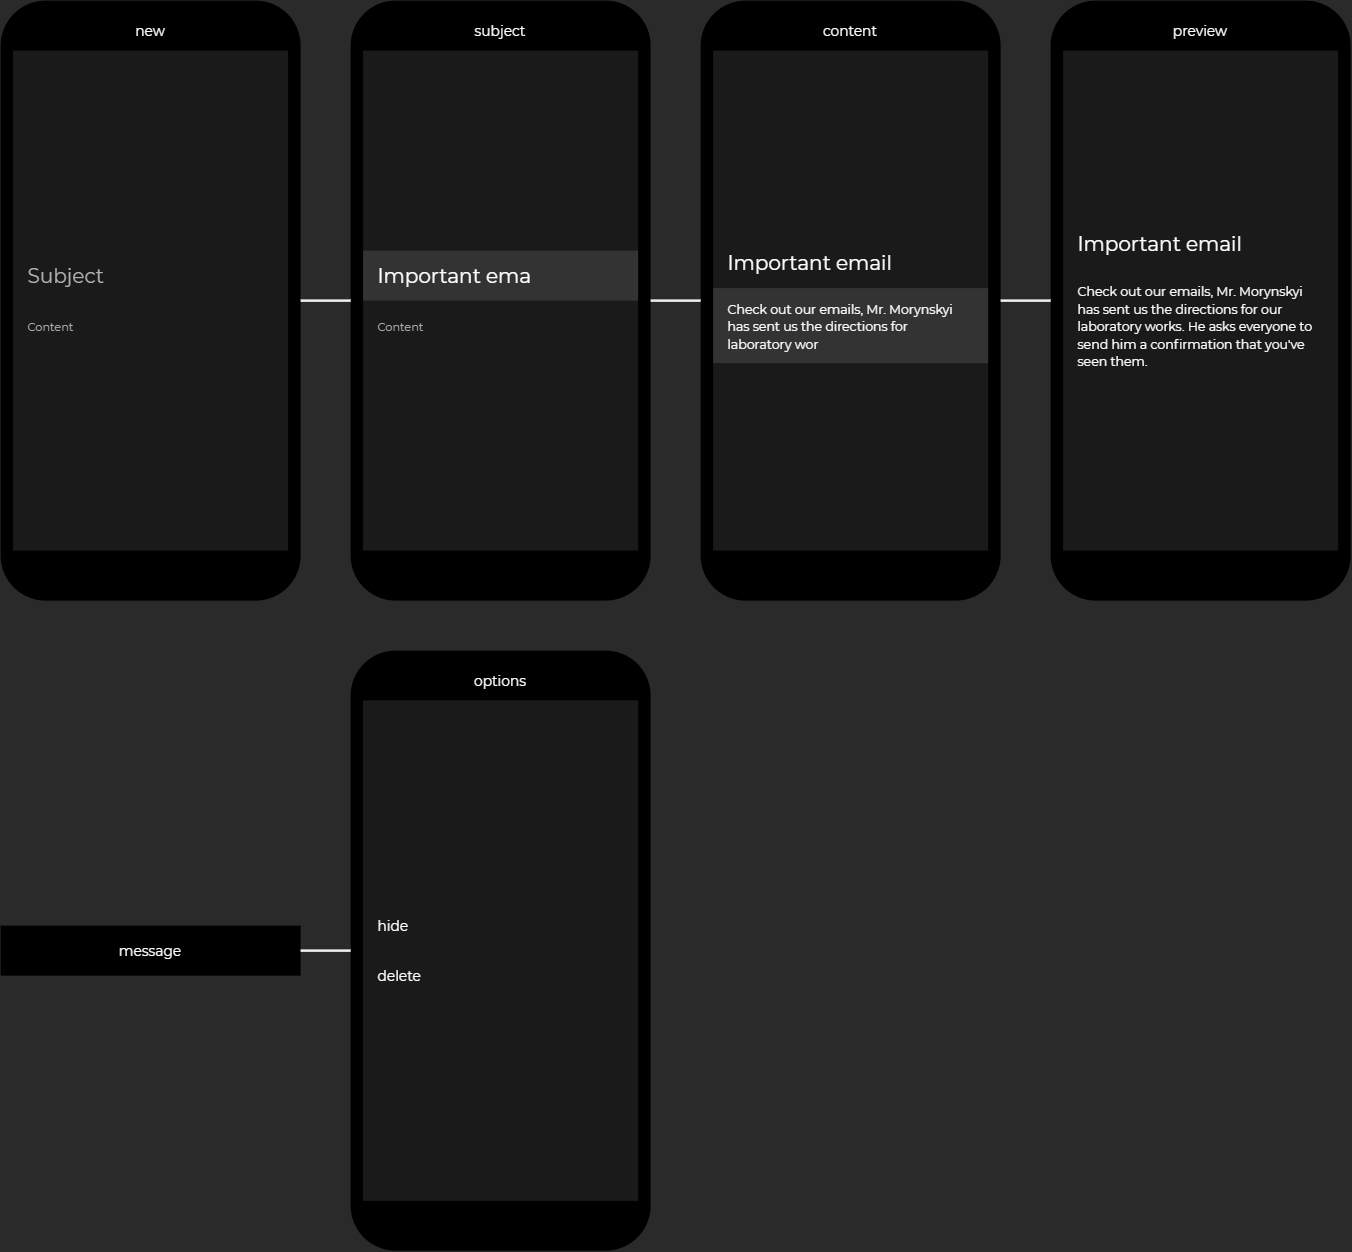 new
Subject
Content
subject
Important ema
Content
content
Important email
Check out our emails, Mr. Morynskyi
has sent us the directions for
laboratory wor
preview
Important email
Check out our emails, Mr. Morynskyi
has sent us the directions for our
laboratory works. He asks everyone to
send him a confirmation that you've
seen them.
message
options
hide
delete